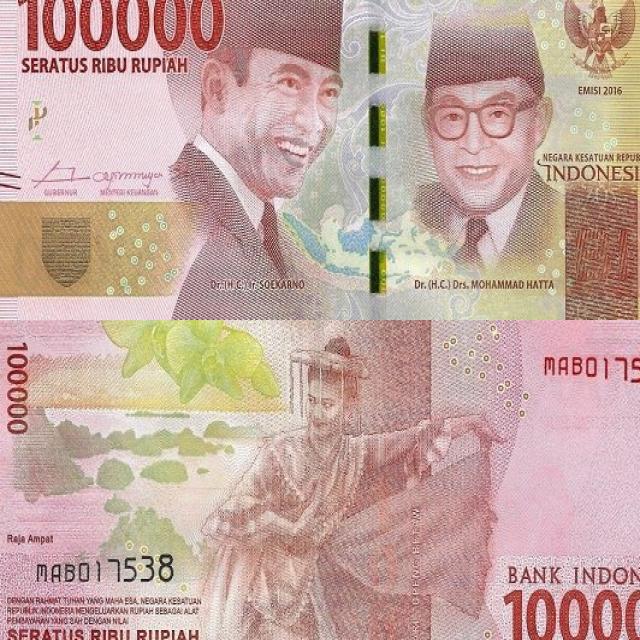 100000
SERATUS RIBU RUPIAH
EMISI 2016
NEGARA KESATUAN REPUB
INDONESI
GUBERNUR MENTERI KEUANGAN
Dr. (H.C.) Ir. SOEKARNO
Dr. (H.C.) Drs. MOHAMMAD HATTA
100000
MAB0175
Raja Ampat
MAB017538
DENGAN RAHMAT TUHAN YANG MAHA ESA, NEGARA KESATUAN
REPUBLIK INDONESIA MENGELUARKAN RUPIAH SEBAGAI ALAT
PEMBAYARAN YANG SAH DENGAN NILAI
SERATUS RIBU RUPIAH
BANK INDON
10000